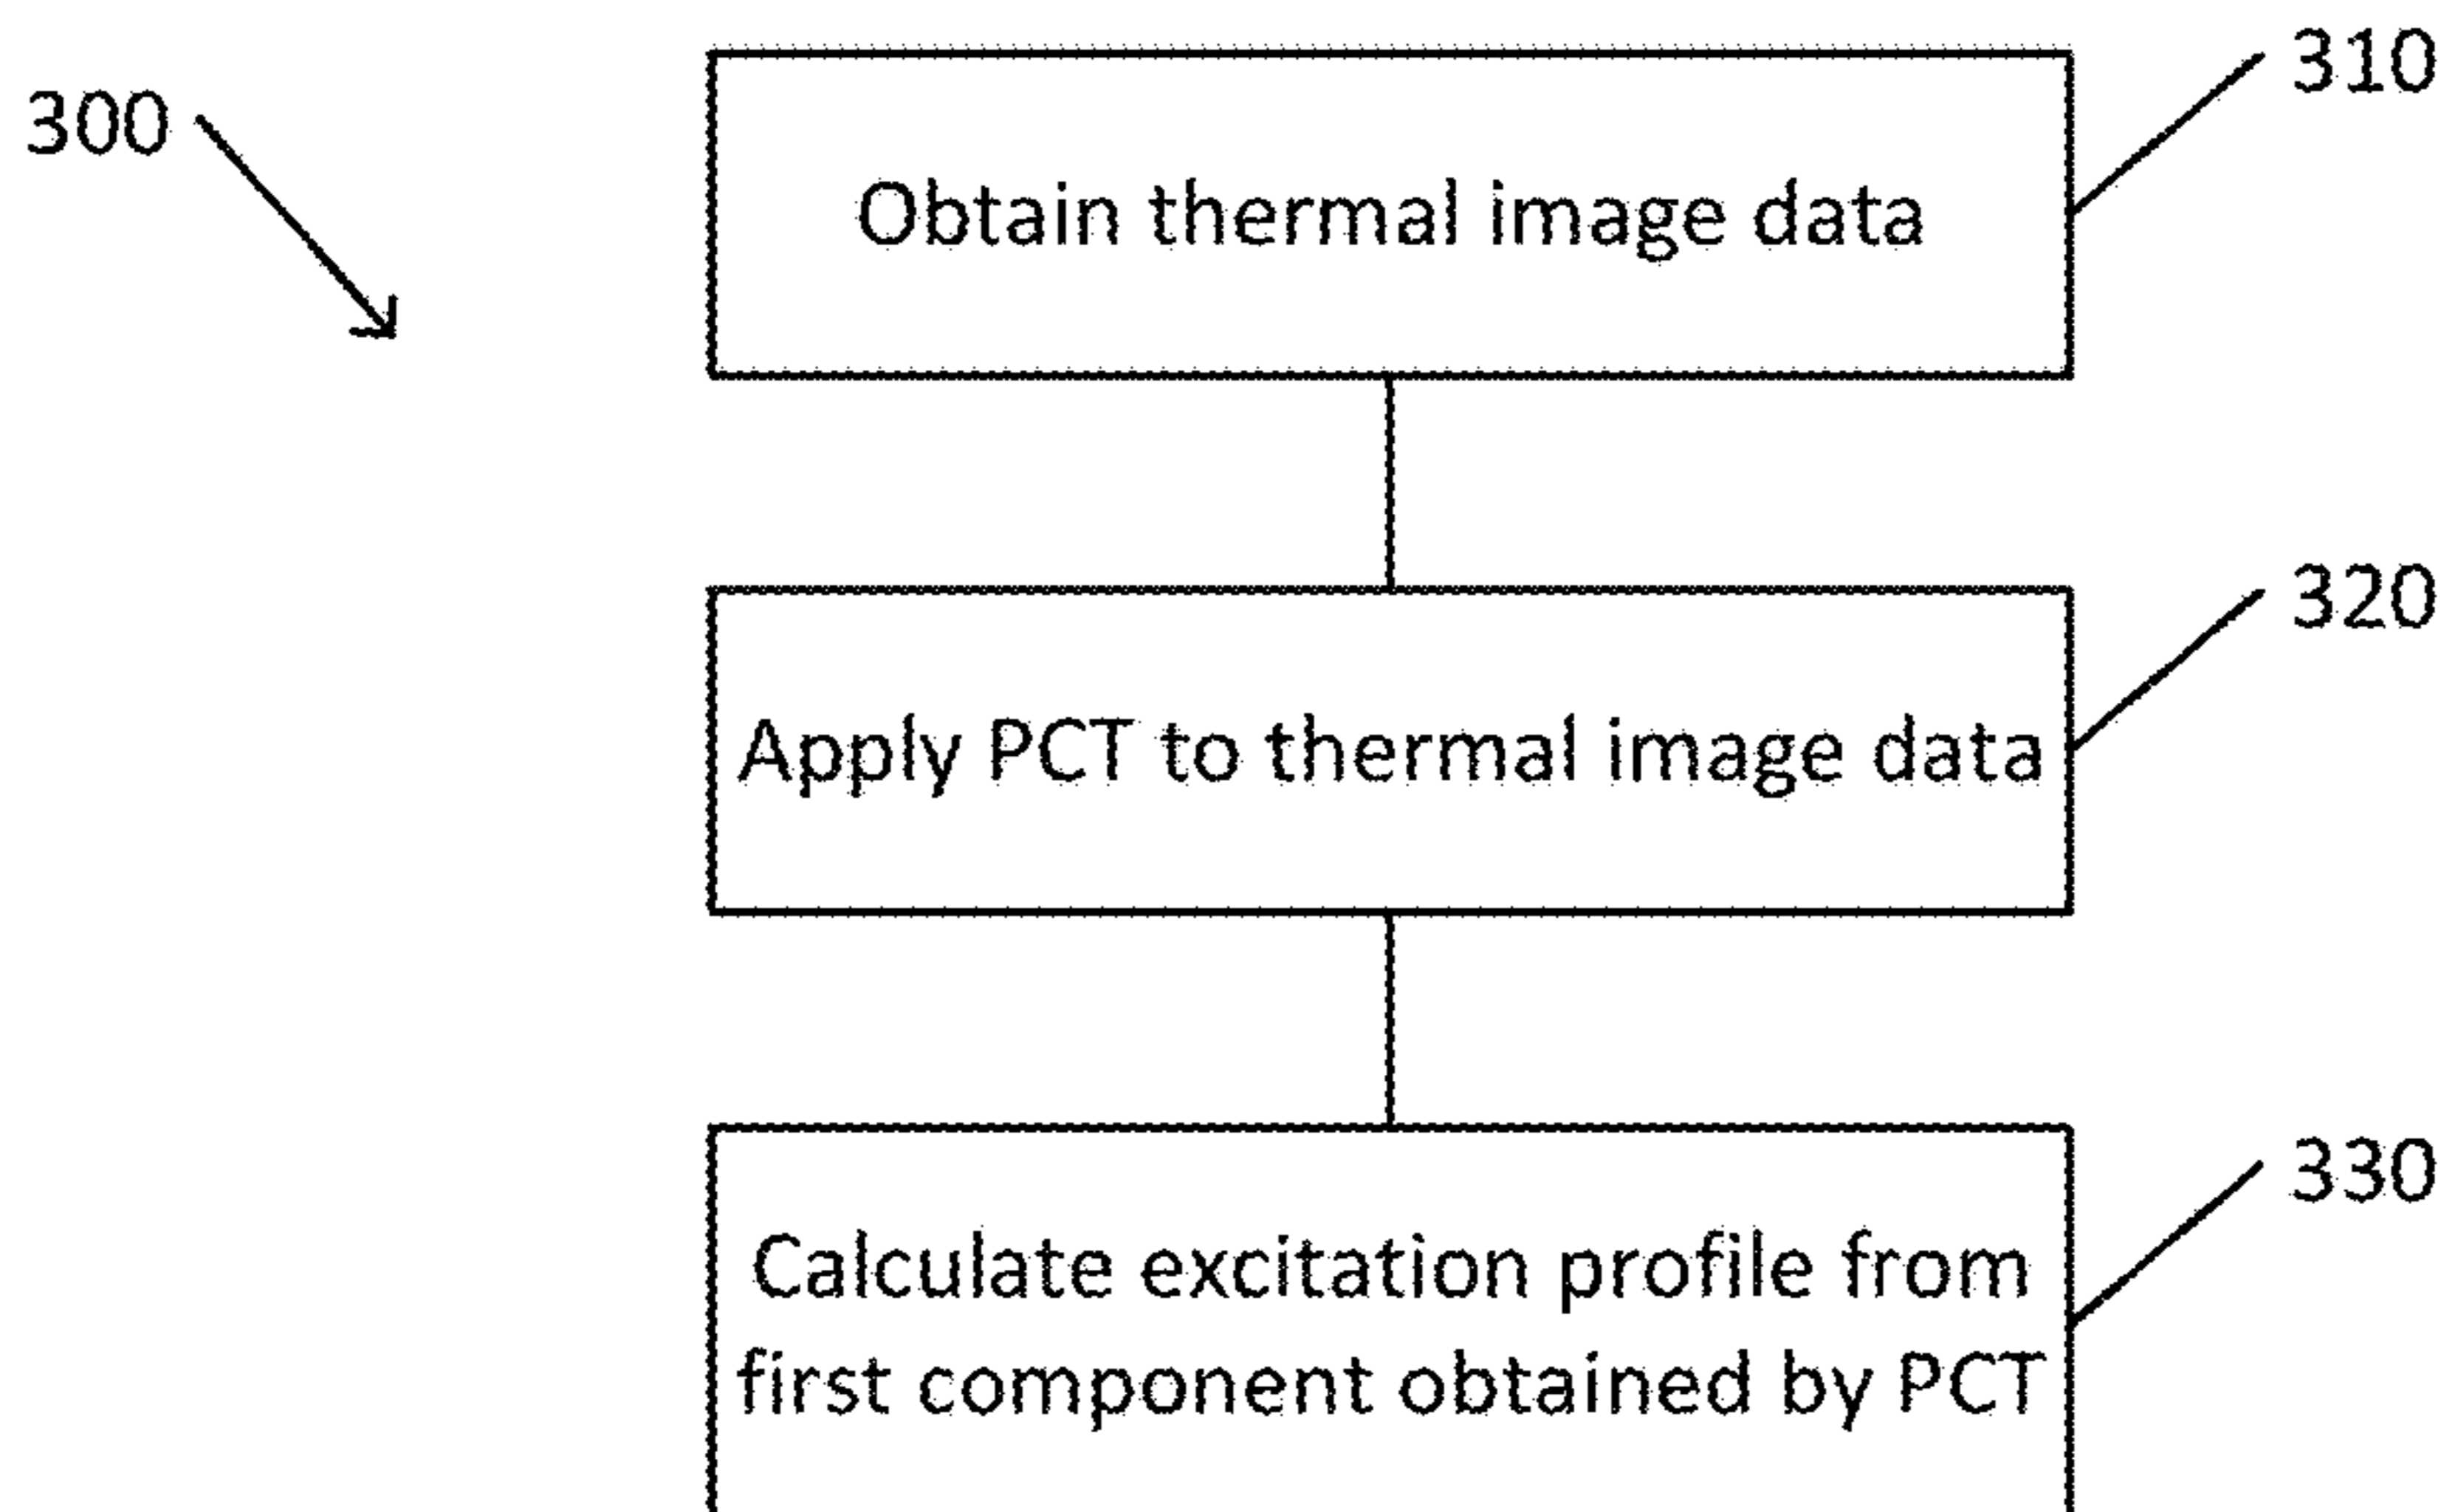 310
300
Obtain thermal image data
320
Apply PCT to thermal image data
330
Calculate excitation profile from
first component obtained by PCT